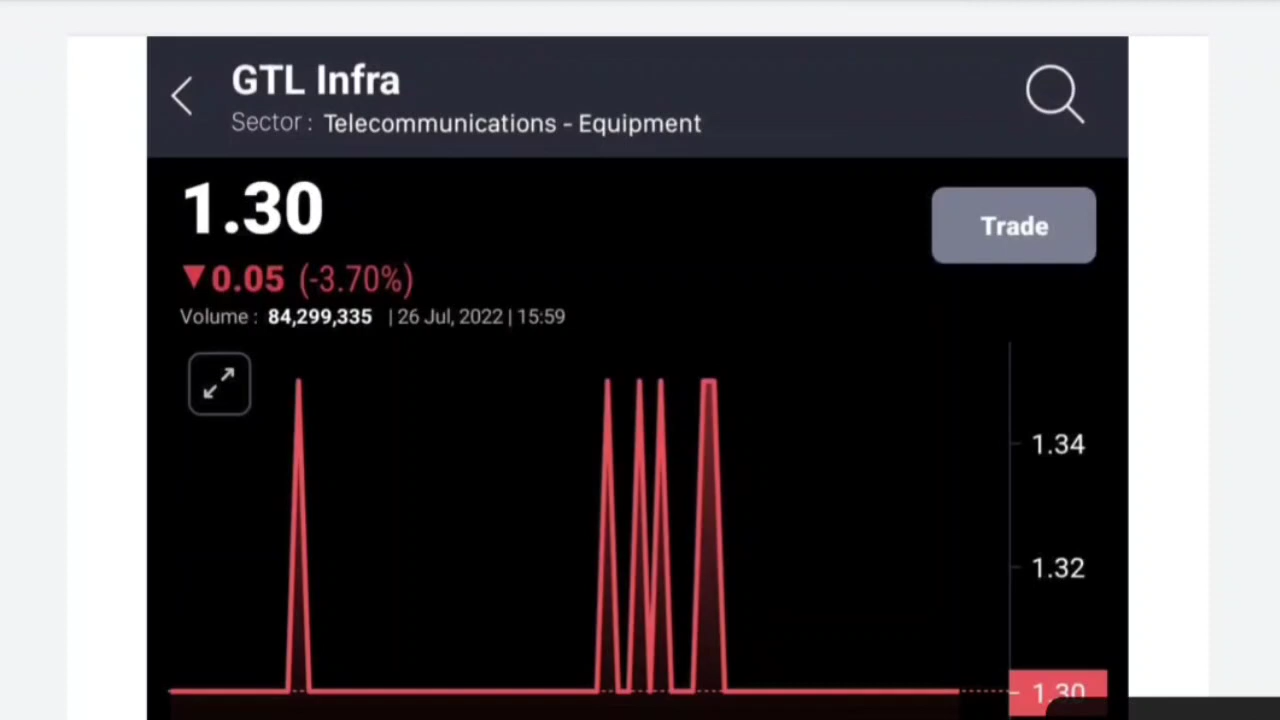 GTL Infra
Sector : Telecommunications - Equipment
1.30
Trade
▼0.05 (-3.70%)
Volume : 84,299,335 | 26 Jul, 2022 | 15:59
1.34
1.32
1.30